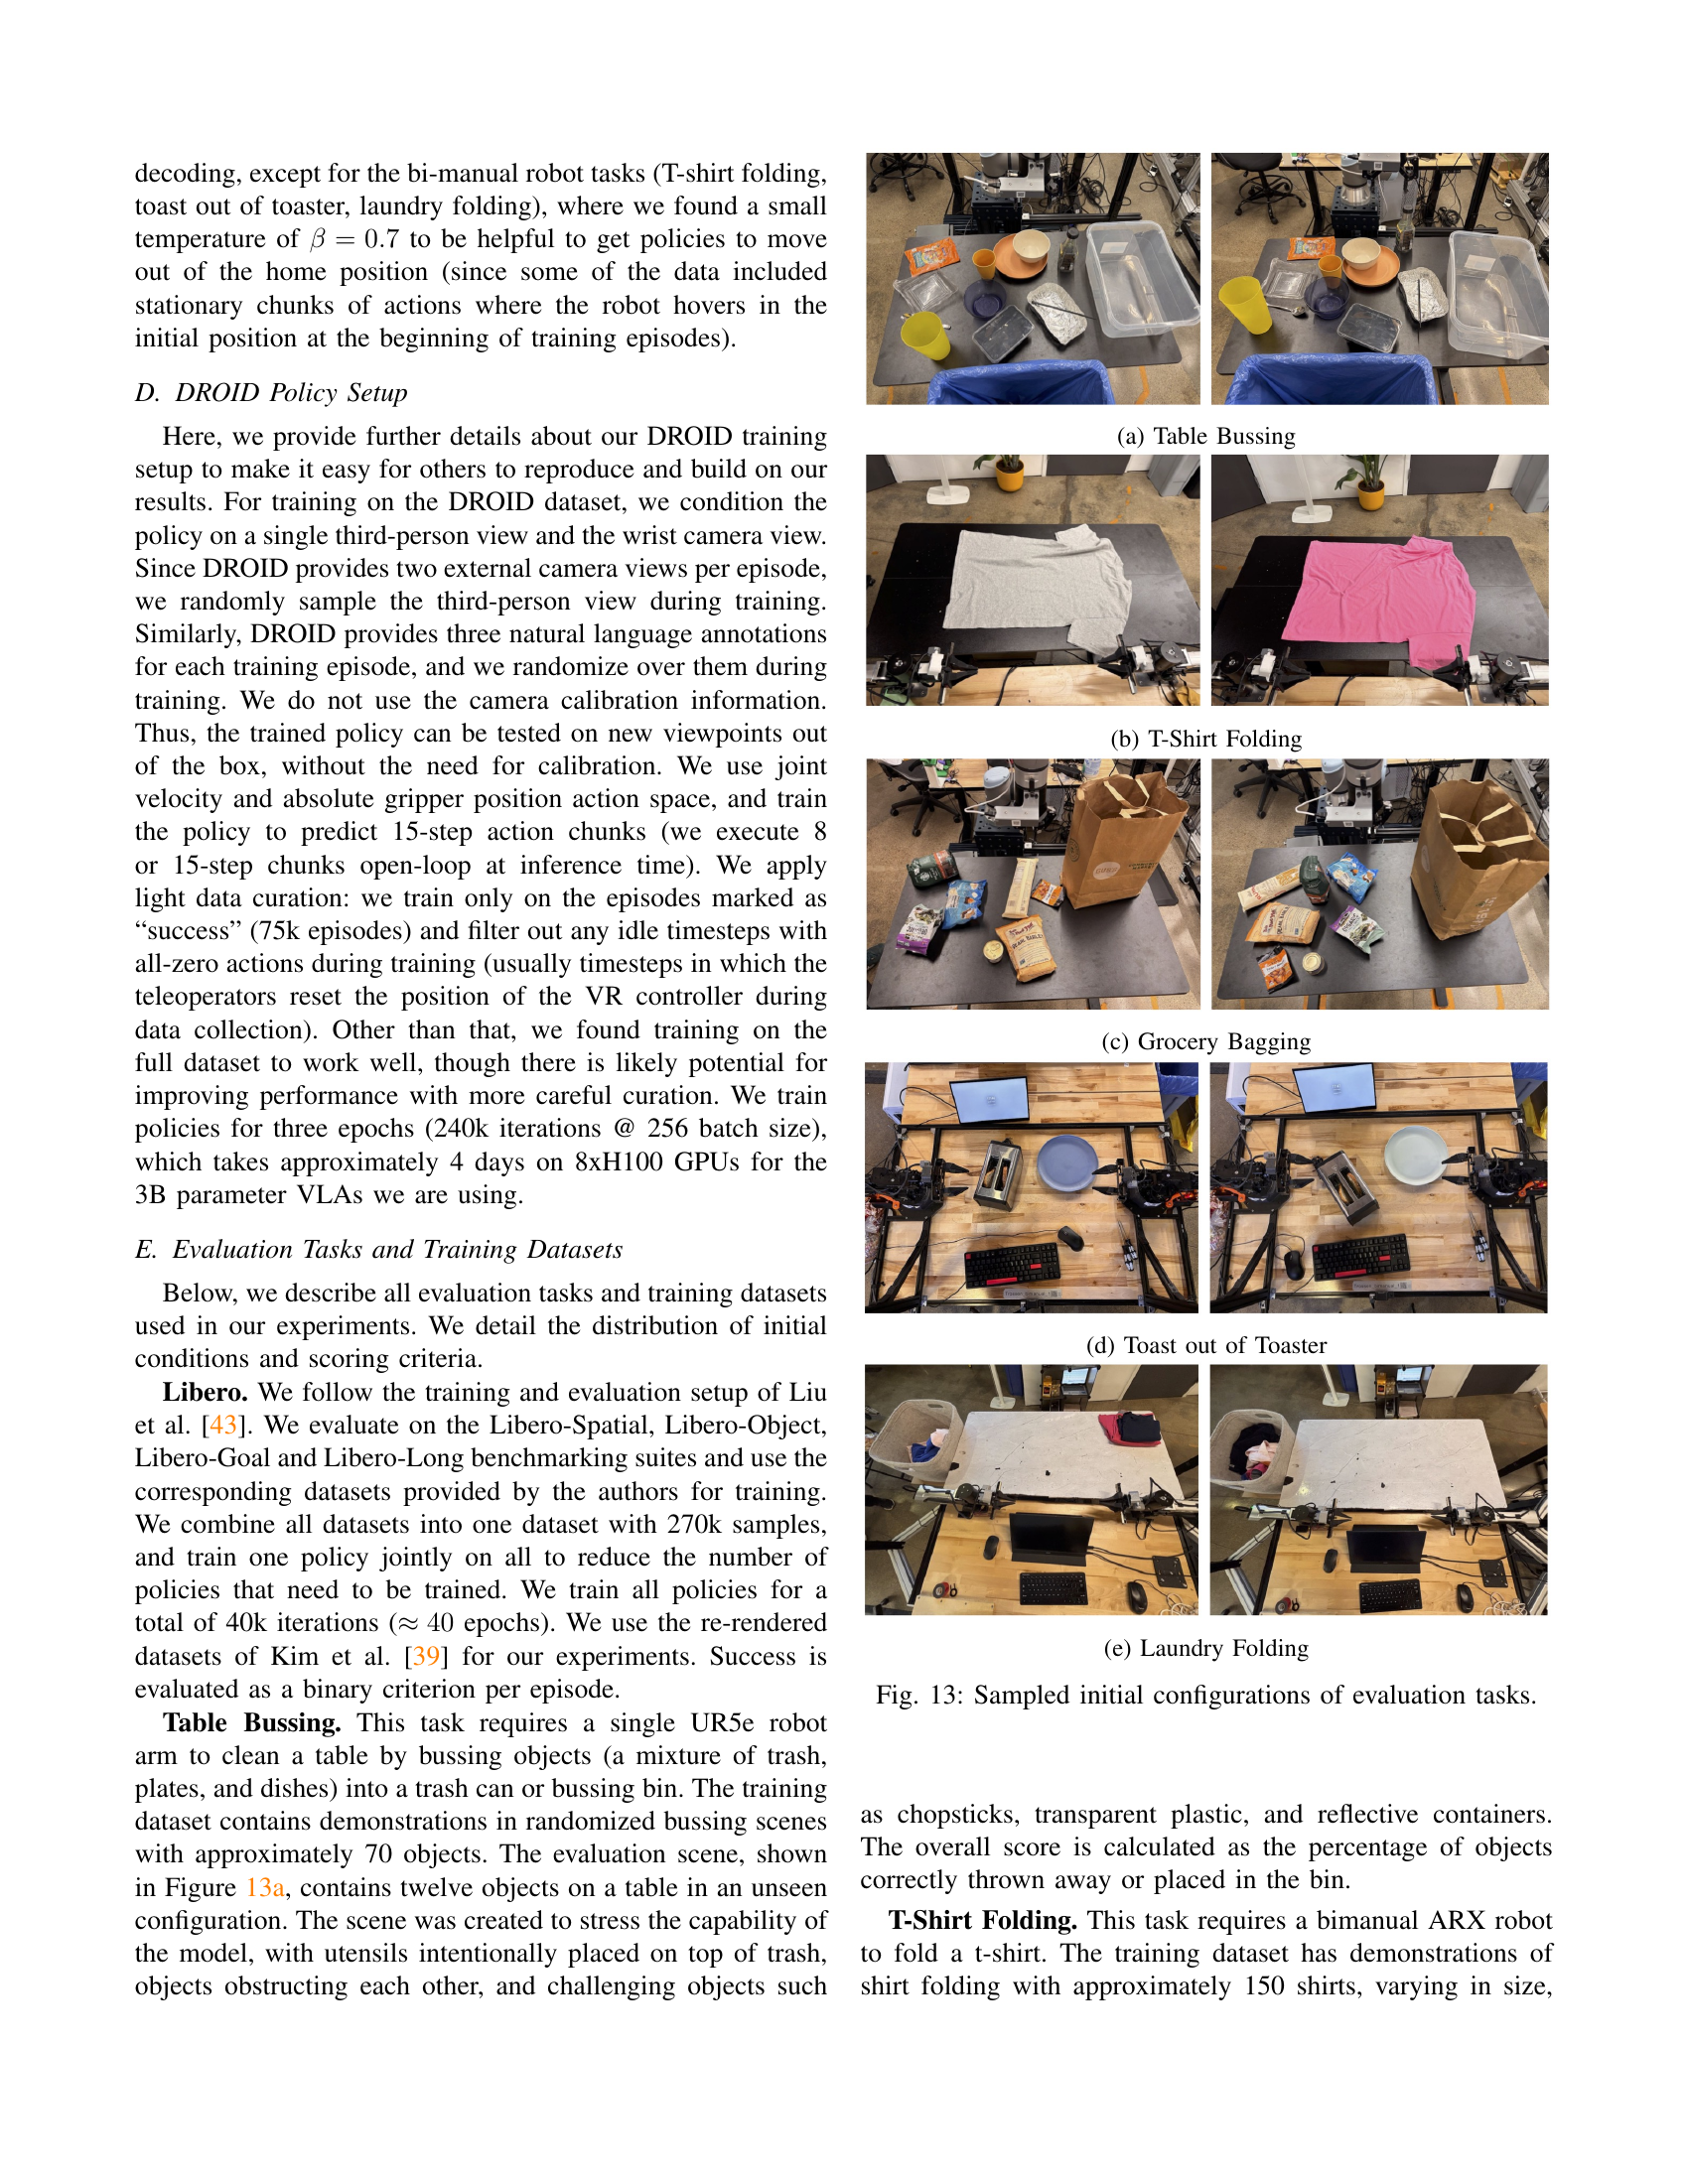 decoding, except for the bi-manual robot tasks (T-shirt folding,
toast out of toaster, laundry folding), where we found a small
temperature of β = 0.7 to be helpful to get policies to move
out of the home position (since some of the data included
stationary chunks of actions where the robot hovers in the
initial position at the beginning of training episodes).
D. DROID Policy Setup
Here, we provide further details about our DROID training
setup to make it easy for others to reproduce and build on our
results. For training on the DROID dataset, we condition the
policy on a single third-person view and the wrist camera view.
Since DROID provides two external camera views per episode,
we randomly sample the third-person view during training.
Similarly, DROID provides three natural language annotations
for each training episode, and we randomize over them during
training. We do not use the camera calibration information.
Thus, the trained policy can be tested on new viewpoints out
of the box, without the need for calibration. We use joint
velocity and absolute gripper position action space, and train
the policy to predict 15-step action chunks (we execute 8
or 15-step chunks open-loop at inference time). We apply
light data curation: we train only on the episodes marked as
“success” (75k episodes) and filter out any idle timesteps with
all-zero actions during training (usually timesteps in which the
teleoperators reset the position of the VR controller during
data collection). Other than that, we found training on the
full dataset to work well, though there is likely potential for
improving performance with more careful curation. We train
policies for three epochs (240k iterations @ 256 batch size),
which takes approximately 4 days on 8xH100 GPUs for the
3B parameter VLAs we are using.
E. Evaluation Tasks and Training Datasets
Below, we describe all evaluation tasks and training datasets
used in our experiments. We detail the distribution of initial
conditions and scoring criteria.
Libero. We follow the training and evaluation setup of Liu
et al. [43]. We evaluate on the Libero-Spatial, Libero-Object,
Libero-Goal and Libero-Long benchmarking suites and use the
corresponding datasets provided by the authors for training.
We combine all datasets into one dataset with 270k samples,
and train one policy jointly on all to reduce the number of
policies that need to be trained. We train all policies for a
total of 40k iterations (≈ 40 epochs). We use the re-rendered
datasets of Kim et al. [39] for our experiments. Success is
evaluated as a binary criterion per episode.
Table Bussing. This task requires a single UR5e robot
arm to clean a table by bussing objects (a mixture of trash,
plates, and dishes) into a trash can or bussing bin. The training
dataset contains demonstrations in randomized bussing scenes
with approximately 70 objects. The evaluation scene, shown
in Figure 13a, contains twelve objects on a table in an unseen
configuration. The scene was created to stress the capability of
the model, with utensils intentionally placed on top of trash,
objects obstructing each other, and challenging objects such
(a) Table Bussing
(b) T-Shirt Folding
(c) Grocery Bagging
(d) Toast out of Toaster
(e) Laundry Folding
Fig. 13: Sampled initial configurations of evaluation tasks.
as chopsticks, transparent plastic, and reflective containers.
The overall score is calculated as the percentage of objects
correctly thrown away or placed in the bin.
T-Shirt Folding. This task requires a bimanual ARX robot
to fold a t-shirt. The training dataset has demonstrations of
shirt folding with approximately 150 shirts, varying in size,